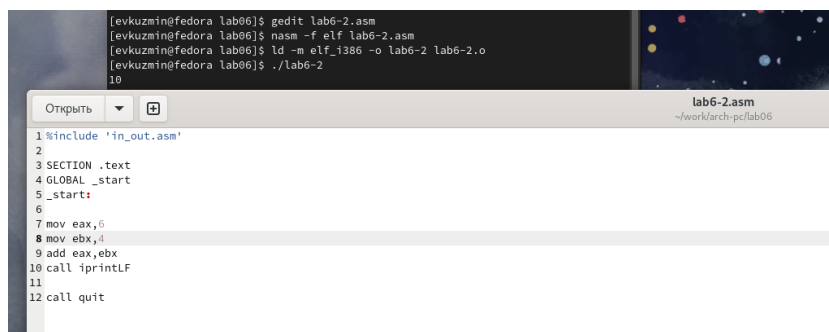 [evkuzmin@fedora lab06]$ gedit lab6-2.asm
[evkuzmin@fedora lab06]$ nasm -f elf lab6-2.asm
[evkuzmin@fedora lab06]$ ld -m elf_i386 -o lab6-2 lab6-2.o
[evkuzmin@fedora lab06]$ ./lab6-2
10
Открыть
lab6-2.asm
~/work/arch-pc/lab06
1 %include 'in_out.asm'
2
3 SECTION .text
4 GLOBAL _start
5 _start:
6
7 mov eax,6
8 mov ebx,4
9 add eax,ebx
10 call iprintLF
11
12 call quit